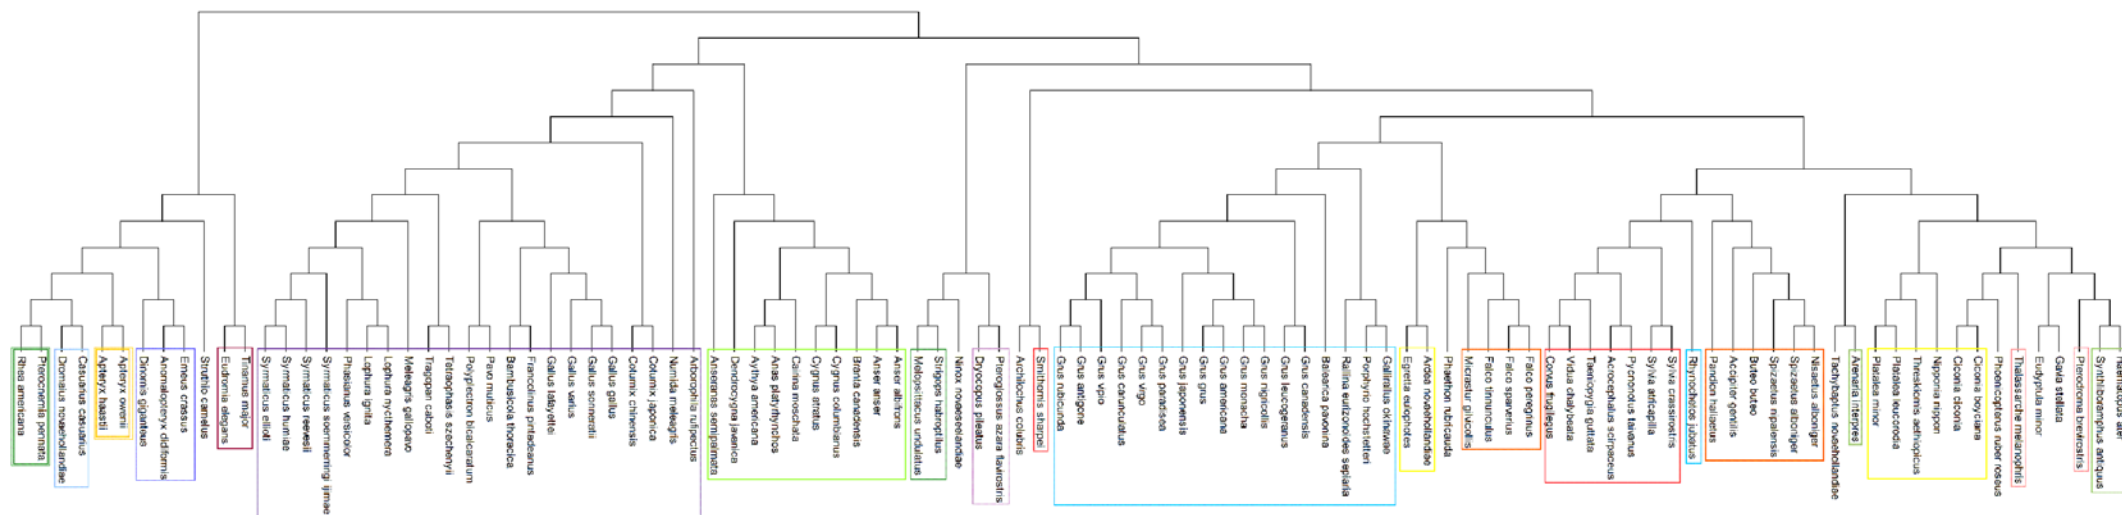 Rhea americana
Pterocnemia pennata
Dromaius novaehollandiae
Casuarius casuarius
Apteryx haastii
Apteryx owenii
Dinornis giganteus
Anomalopteryx didiformis
Emeus crassus
Struthio camelus
Eudromia elegans
Tinamus major
Syrmaticus ellioti
Syrmaticus humiae
Syrmaticus reevesii
Syrmaticus soemmerringi ijimae
Phasianus versicolor
Lophura ignita
Lophura nycthemera
Meleagris gallopavo
Tragopan caboti
Tetraophasis szechenyii
Polyplectron bicalcaratum
Pavo muticus
Bambusicola thoracica
Francolinus pintadeanus
Gallus lafayettei
Gallus varius
Gallus sonneratii
Gallus gallus
Coturnix chinensis
Coturnix japonica
Numida meleagris
Arborophila rufipectus
Anseranas semipalmata
Dendrocygna javanica
Aythya americana
Anas platyrhynchos
Cairina moschata
Cygnus atratus
Cygnus columbianus
Branta canadensis
Anser anser
Anser albifrons
Melopsittacus undulatus
Strigops habroptilus
Ninox novaeseelandiae
Dryocopus pileatus
Pteroglossus azara flavirostris
Archilochus colubris
Smithornis sharpei
Grus rubicunda
Grus antigone
Grus vipio
Grus carunculatus
Grus virgo
Grus paradisea
Grus japonensis
Grus grus
Grus americana
Grus monacha
Grus nigricollis
Grus leucogeranus
Grus canadensis
Balearica pavonina
Rallina eurizonoides sepiaria
Porphyrio hochstetteri
Gallirallus okinawae
Egretta eulophotes
Ardea novaehollandiae
Phaethon rubricauda
Micrastur gilvicollis
Falco tinnunculus
Falco sparverius
Falco peregrinus
Corvus frugilegus
Vidua chalybeata
Taeniopygia guttata
Acrocephalus scirpaceus
Pycnonotus taivanus
Sylvia atricapilla
Sylvia crassirostris
Rhynochetos jubatus
Pandion haliaetus
Accipiter gentilis
Buteo buteo
Spizaetus nipalensis
Spizaetus alboniger
Nisaetus alboniger
Tachybaptus novaehollandiae
Arenaria interpres
Platalea minor
Platalea leucorodia
Threskiornis aethiopicus
Nipponia nippon
Ciconia ciconia
Ciconia boyciana
Phoenicopterus ruber roseus
Thalassarche melanophris
Eudyptula minor
Gavia stellata
Pterodroma brevirostris
Synthliboramphus antiquus
Haematopus ater